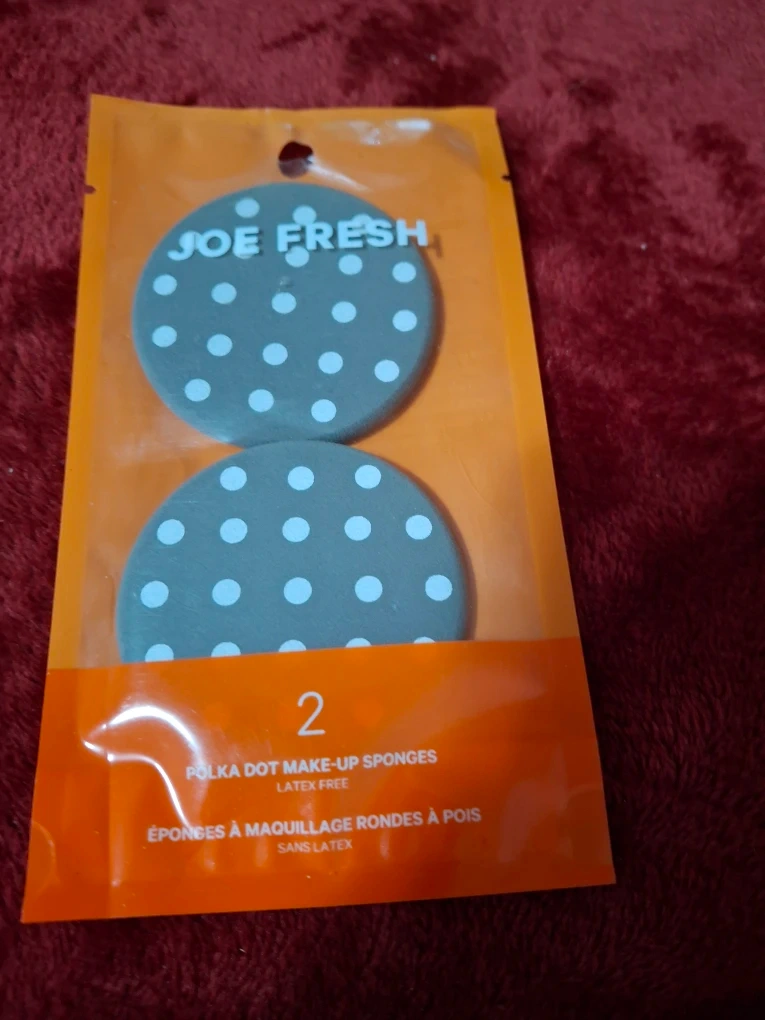 JOE FRESH
2
POLKA DOT MAKE-UP SPONGES
LATEX FREE
ÉPONGES À MAQUILLAGE RONDES À POIS
SANS LATEX